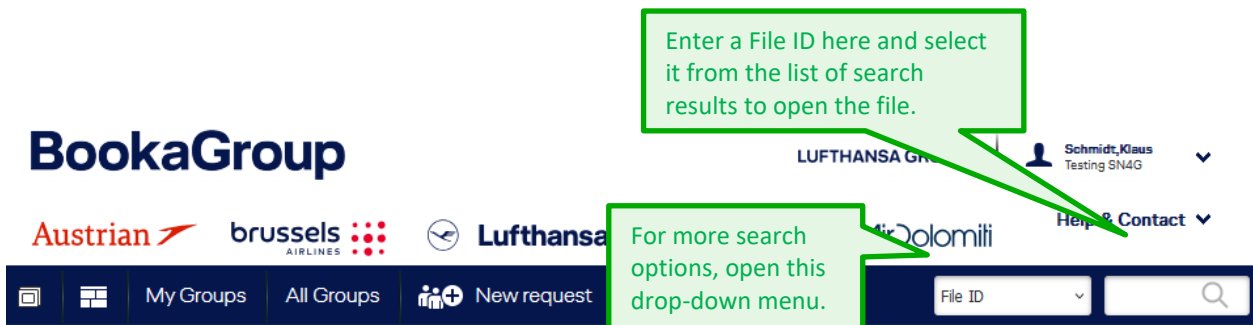 Enter a File ID here and select
it from the list of search
results to open the file.
BookaGroup
LUFTHANSA
Schmidt,Klaus
Testing SN4G
Austrian
brussels
AIRLINES
Lufthansa
Help & Contact
For more search
options, open this
drop-down menu.
My Groups
All Groups
New request
File ID